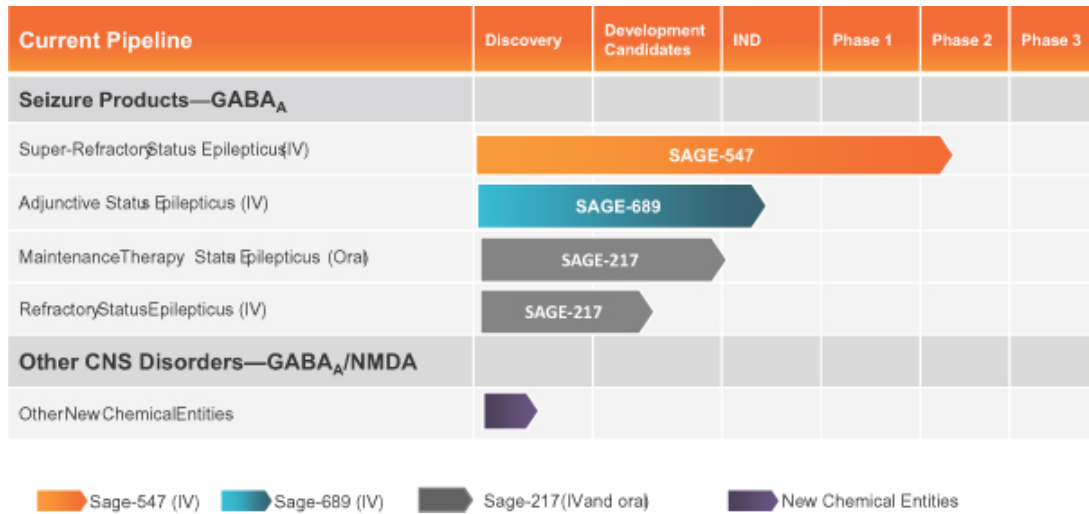 Current Pipeline Discovery Development Candidates IND Phase 1 Phase 2 Phase 3
Seizure Products—GABAA
Super-Refractory Status Epilepticus (IV) SAGE-547
Adjunctive Status Epilepticus (IV) SAGE-689
MaintenanceTherapy Status Epilepticus (Oral) SAGE-217
RefractoryStatusEpilepticus (IV) SAGE-217
Other CNS Disorders—GABAA/NMDA
OtherNewChemicalEntities
Sage-547 (IV) Sage-689 (IV) Sage-217(IVand oral) New Chemical Entities